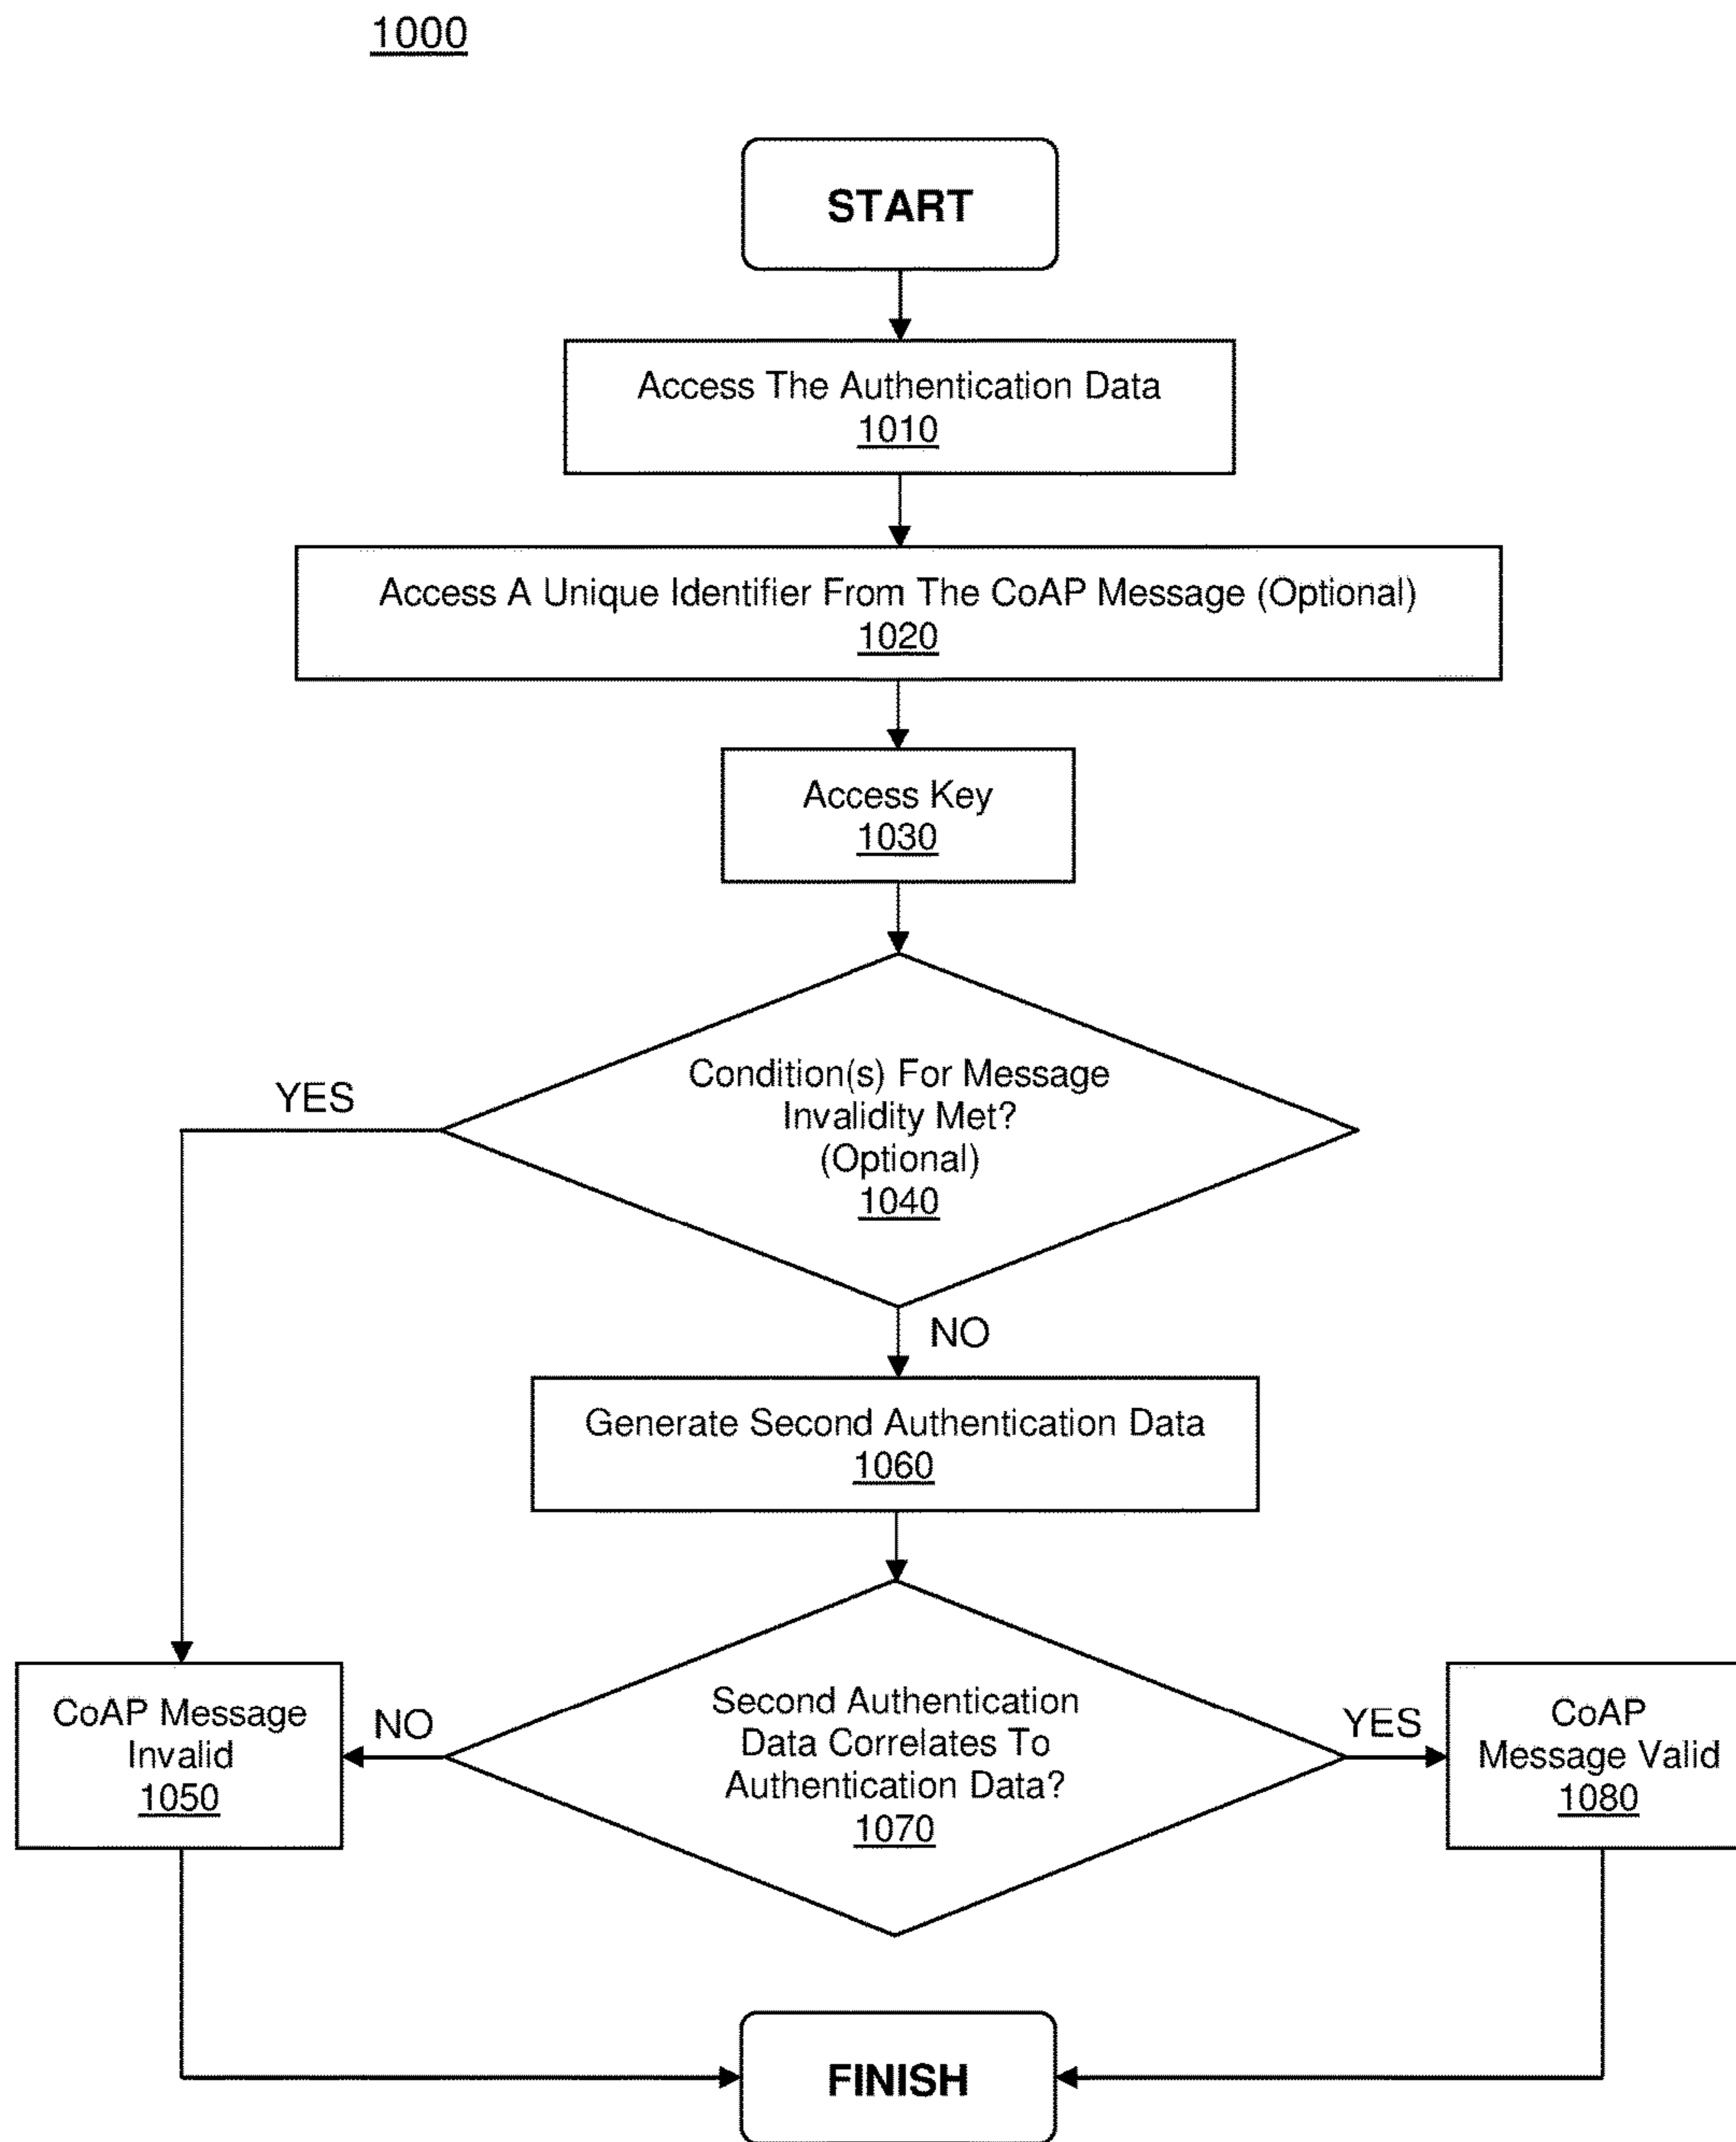 1000
START
Access The Authentication Data
1010
Access A Unique Identifier From The CoAP Message (Optional)
1020
Access Key
1030
Condition(s) For Message
Invalidity Met?
(Optional)
1040
YES
NO
Generate Second Authentication Data
1060
CoAP Message
Invalid
1050
NO
Second Authentication
Data Correlates To
Authentication Data?
1070
YES
CoAP
Message Valid
1080
FINISH